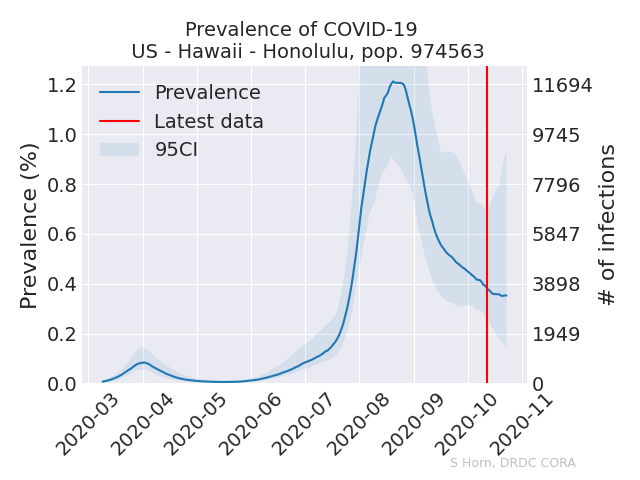 Prevalence of COVID-19
US - Hawaii - Honolulu, pop. 974563
Prevalence
Latest data
95CI
Prevalence (%)
1.2
1.0
0.8
0.6
0.4
0.2
0.0
11694
9745
7796
5847
3898
1949
0
# of infections
2020-03
2020-04
2020-05
2020-06
2020-07
2020-08
2020-09
2020-10
2020-11
S Horn, DRDC CORA